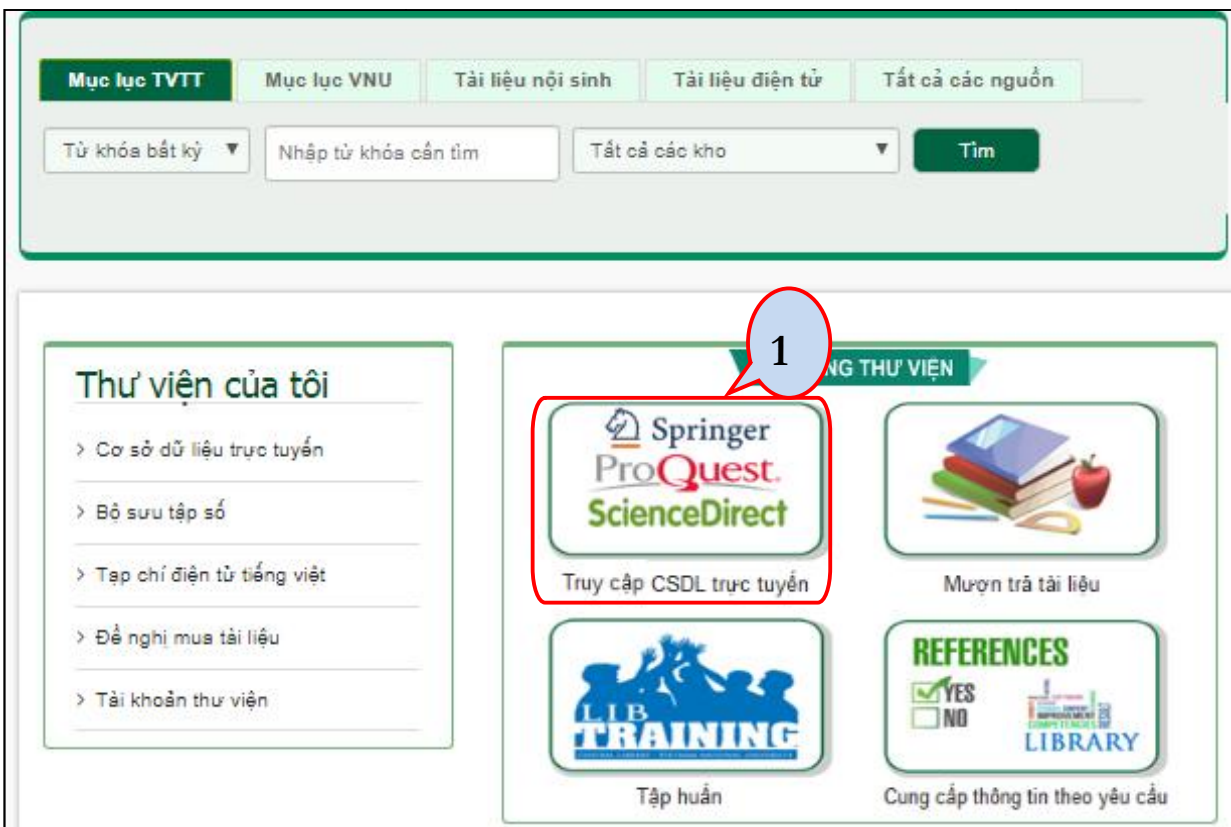 Mục lục TVTT Mục lục VNU Tài liệu nội sinh Tài liệu điện tử Tất cả các nguồn
Từ khóa bất kỳ Nhập từ khóa cần tìm Tất cả các kho Tìm
Thư viện của tôi
> Cơ sở dữ liệu trực tuyến
> Bộ sưu tập số
> Tạp chí điện tử tiếng việt
> Đề nghị mua tài liệu
> Tài khoản thư viện
1
NG THƯ VIỆN
Springer
ProQuest.
ScienceDirect
Truy cập CSDL trực tuyến
Mượn trả tài liệu
LIB
TRAINING
Tập huấn
REFERENCES
YES
NO
LIBRARY
Cung cấp thông tin theo yêu cầu